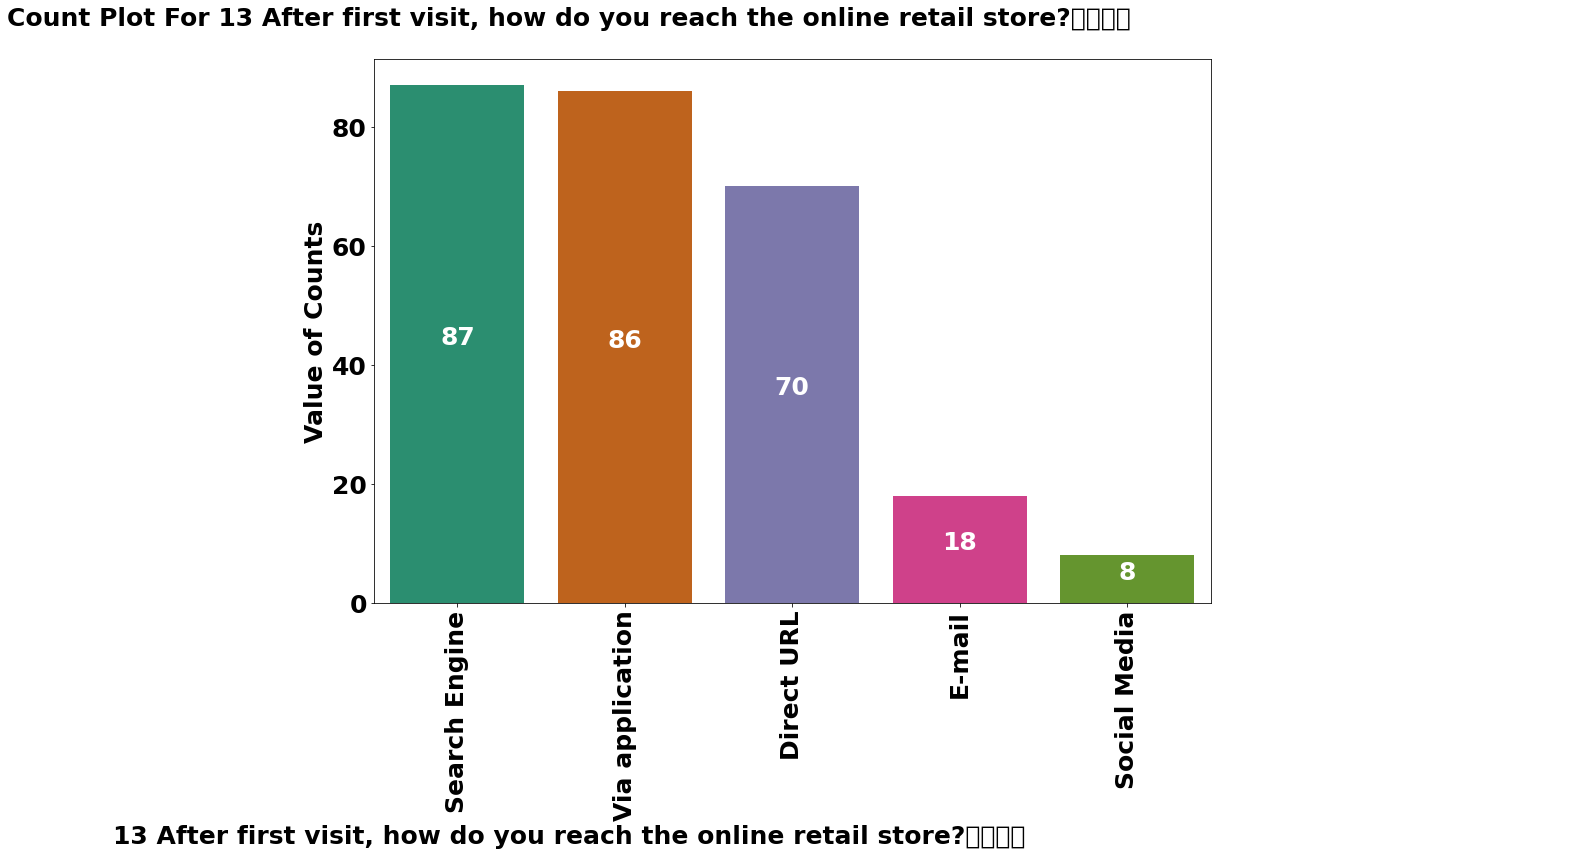 Count Plot For 13 After first visit, how do you reach the online retail store?
Value of Counts
80
60
40
20
0
87
86
70
18
8
Search Engine
Via application
Direct URL
E-mail
Social Media
13 After first visit, how do you reach the online retail store?